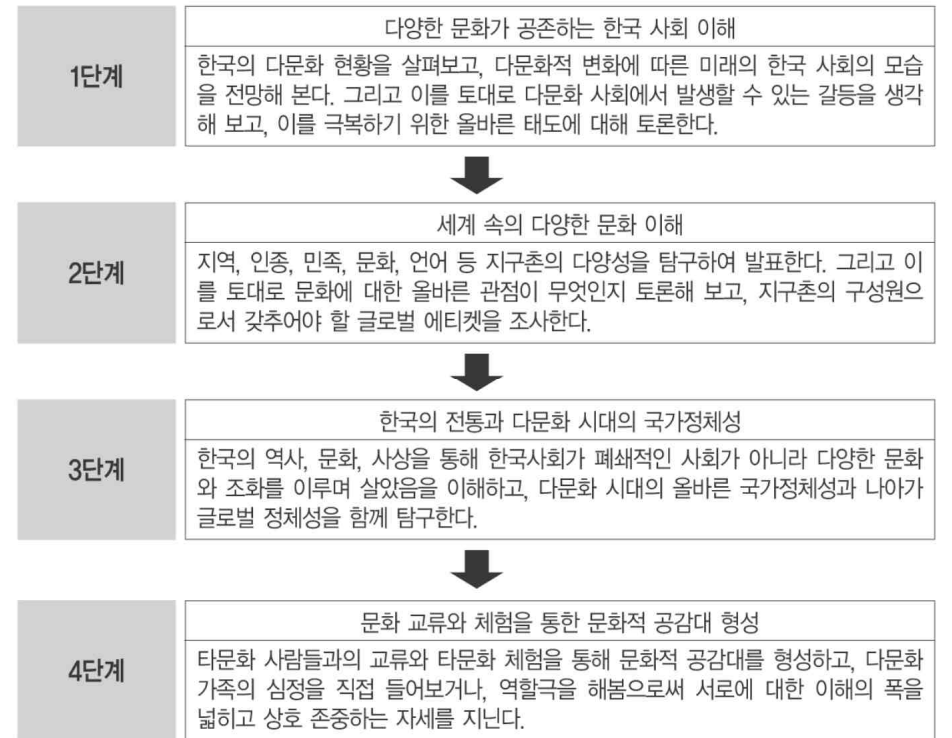 다양한 문화가 공존하는 한국 사회 이해
1단계
한국의 다문화 현황을 살펴보고, 다문화적 변화에 따른 미래의 한국 사회의 모습
을 전망해 본다. 그리고 이를 토대로 다문화 사회에서 발생할 수 있는 갈등을 생각
해 보고, 이를 극복하기 위한 올바른 태도에 대해 토론한다.
세계 속의 다양한 문화 이해
2단계
지역, 인종, 민족, 문화, 언어 등 지구촌의 다양성을 탐구하여 발표한다. 그리고 이
를 토대로 문화에 대한 올바른 관점이 무엇인지 토론해 보고, 지구촌의 구성원으
로서 갖추어야 할 글로벌 에티켓을 조사한다.
한국의 전통과 다문화 시대의 국가정체성
3단계
한국의 역사, 문화, 사상을 통해 한국사회가 폐쇄적인 사회가 아니라 다양한 문화
와 조화를 이루며 살았음을 이해하고, 다문화 시대의 올바른 국가정체성과 나아가
글로벌 정체성을 함께 탐구한다.
문화 교류와 체험을 통한 문화적 공감대 형성
4단계
타문화 사람들과의 교류와 타문화 체험을 통해 문화적 공감대를 형성하고, 다문화
가족의 심정을 직접 들어보거나, 역할극을 해봄으로써 서로에 대한 이해의 폭을
넓히고 상호 존중하는 자세를 지닌다.